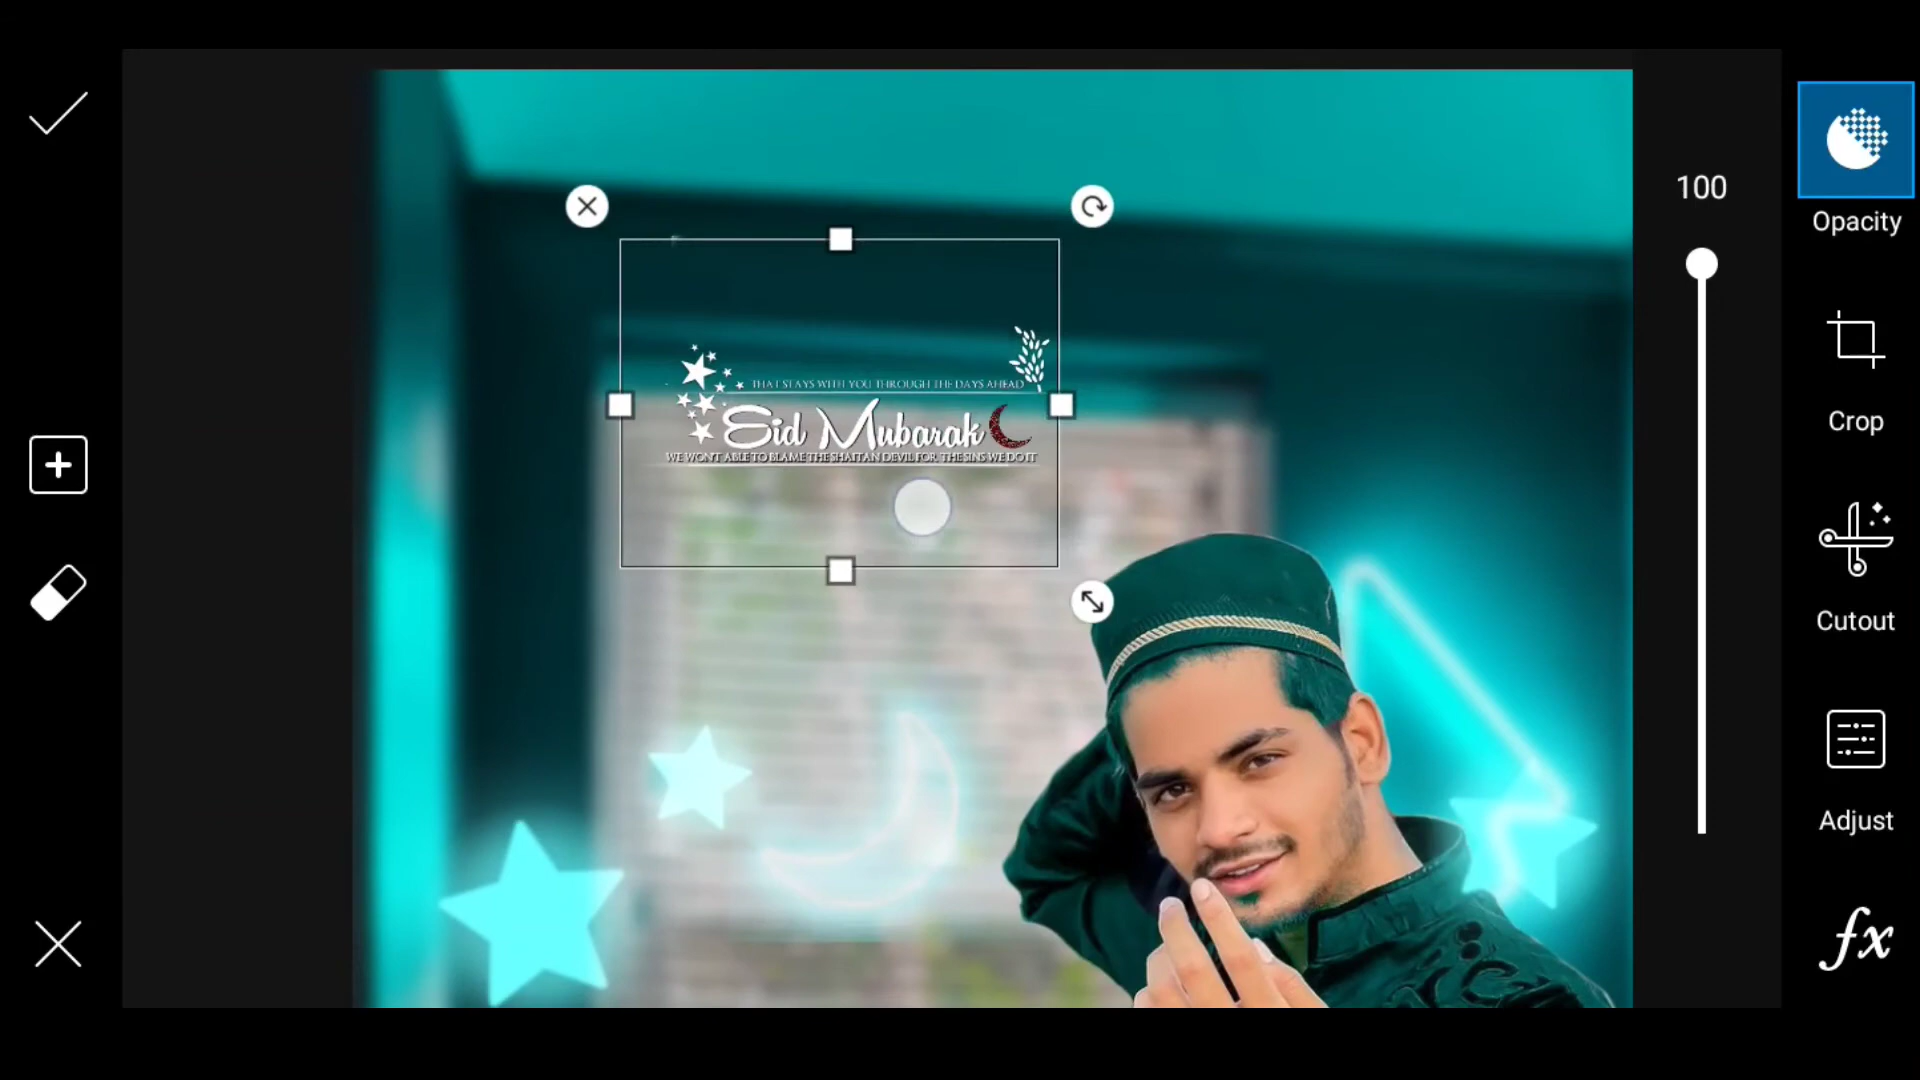 100
Opacity
Crop
Cutout
Adjust
fx
THAT STAYS WITH YOU THROUGH THE DAYS AHEAD
Eid Mubarak
WE WON'T ABLE TO BLAME THE SHAITAN DEVIL FOR THE SINS WE DO IT